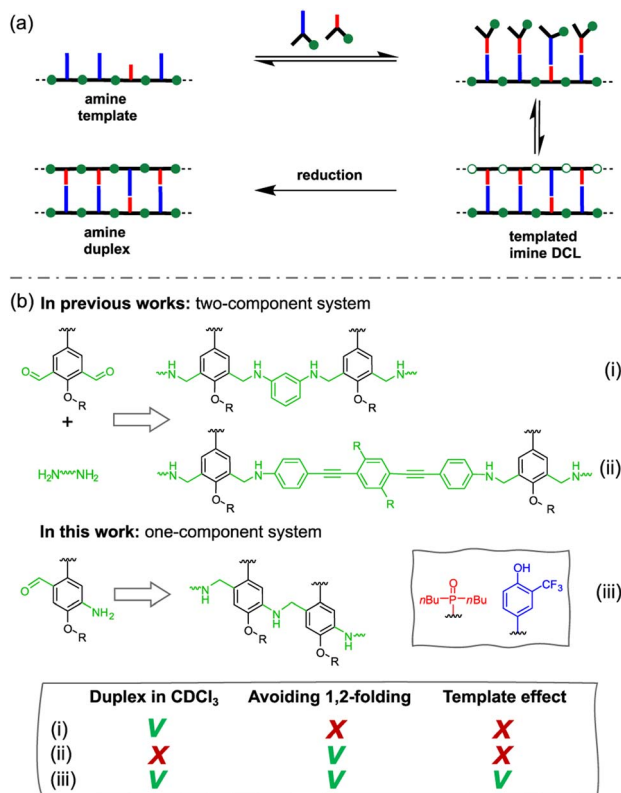 (a)
amine
template
reduction
amine
duplex
templated
imine DCL
(b) In previous works: two-component system
O
O
O
R
+
H2N NH2
H
N
O
R
H
N
H
N
O
R
H
N
(i)
H
N
O
R
H
N
R
R
H
N
O
R
H
N
(ii)
In this work: one-component system
O
NH2
O
R
N
H
O
R
H
N
O
R
N
H
O
nBu P nBu
OH
CF3
(iii)
Duplex in CDCl3 Avoiding 1,2-folding Template effect
(i) V X X
(ii) X V X
(iii) V V V